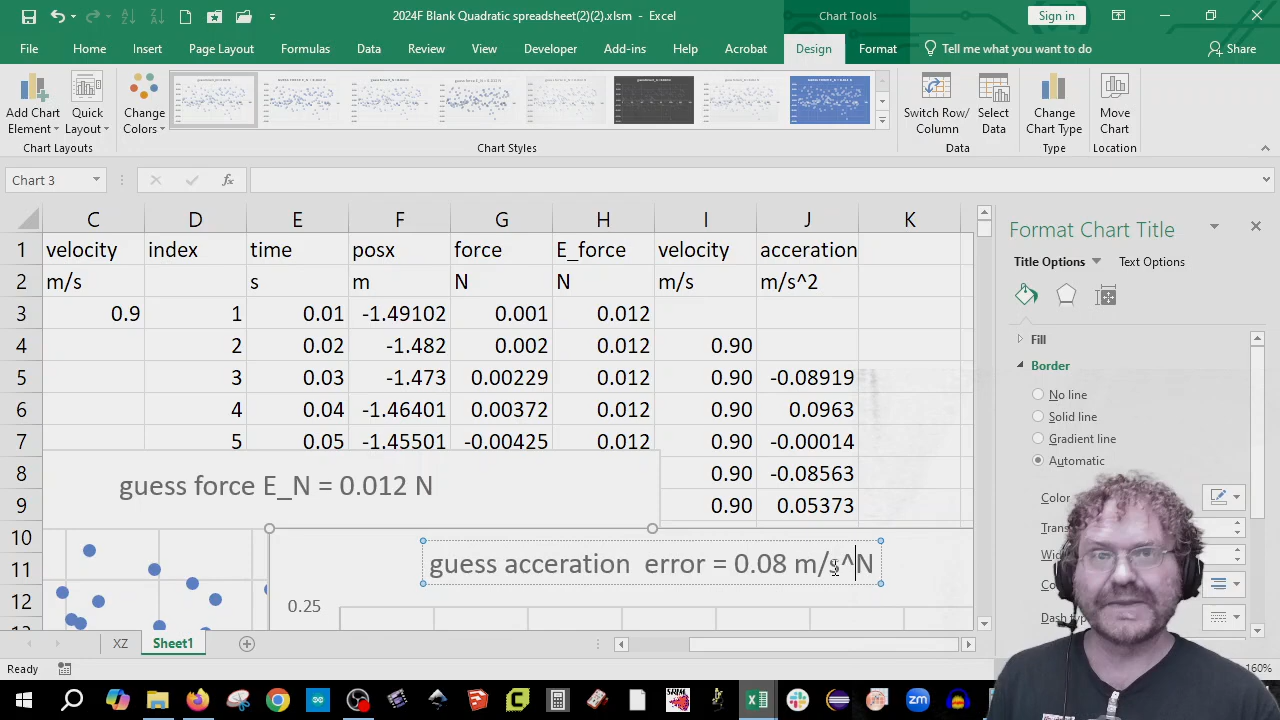 2024F Blank Quadratic spreadsheet(2)(2).xlsm - Excel
Chart Tools
Sign in
File Home Insert Page Layout Formulas Data Review View Developer Add-ins Help Acrobat Design Format Tell me what you want to do Share
Add Chart Element
Quick Layout
Change Colors
Switch Row/ Column
Select Data
Change Chart Type
Move Chart
Chart Layouts Chart Styles Data Type Location
Chart 3
fx
C D E F G H I J K
1 velocity index time posx force E_force velocity acceration
2 m/s s m N N m/s m/s^2
3 0.9 1 0.01 -1.49102 0.001 0.012
4 2 0.02 -1.482 0.002 0.012 0.90
5 3 0.03 -1.473 0.00229 0.012 0.90 -0.08919
6 4 0.04 -1.46401 0.00372 0.012 0.90 0.0963
7 5 0.05 -1.45501 -0.00425 0.012 0.90 -0.00014
8 0.90 -0.08563
9 0.90 0.05373
10
11
12
guess force E_N = 0.012 N
guess acceration  error = 0.08 m/s^N
0.25
Format Chart Title
Title Options Text Options
Fill
Border
No line
Solid line
Gradient line
Automatic
Color
Dash type
XZ Sheet1
Ready
160%